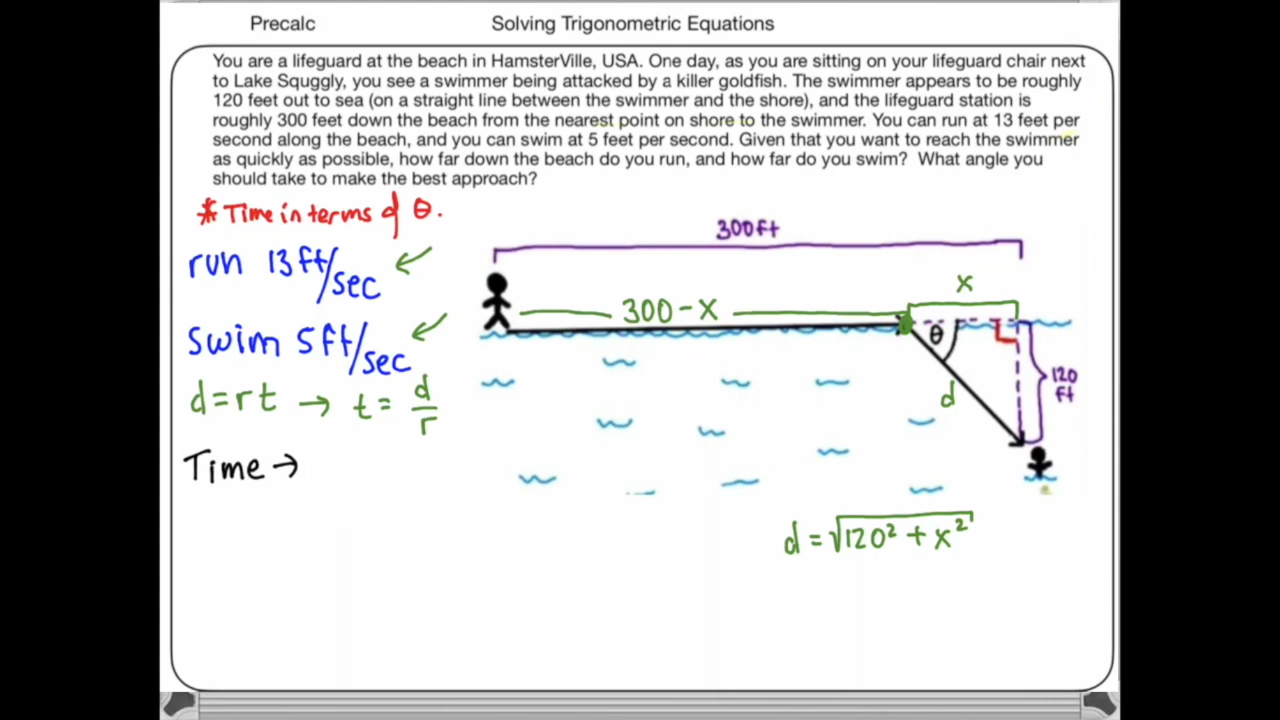 Precalc Solving Trigonometric Equations
You are a lifeguard at the beach in HamsterVille, USA. One day, as you are sitting on your lifeguard chair next
to Lake Squggly, you see a swimmer being attacked by a killer goldfish. The swimmer appears to be roughly
120 feet out to sea (on a straight line between the swimmer and the shore), and the lifeguard station is
roughly 300 feet down the beach from the nearest point on shore to the swimmer. You can run at 13 feet per
second along the beach, and you can swim at 5 feet per second. Given that you want to reach the swimmer
as quickly as possible, how far down the beach do you run, and how far do you swim? What angle you
should take to make the best approach?
* Time in terms of θ.
300ft
run 13 ft/sec
x
300-x
swim 5ft/sec
θ
120
ft
d
d=rt → t= d/r
Time →
d = √120² + x²